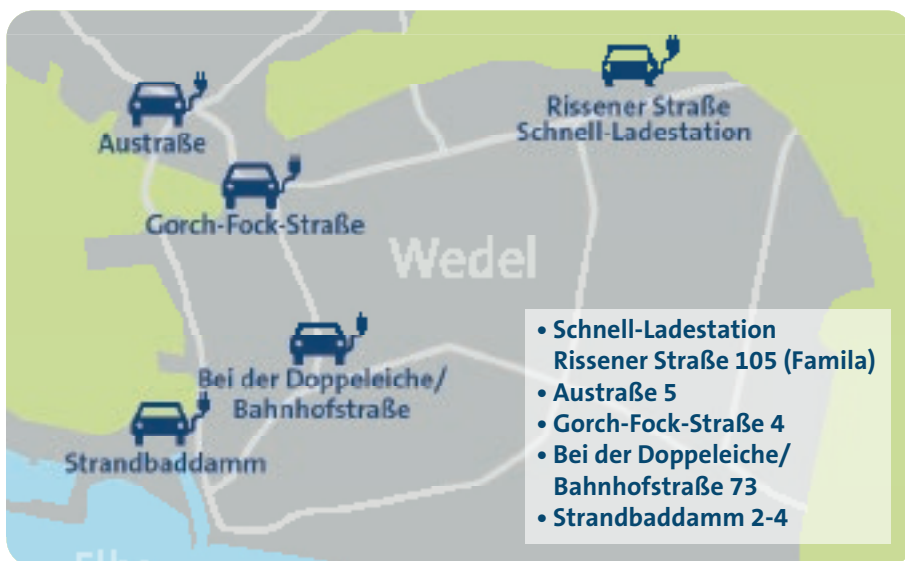 Rissener Straße
Schnell-Ladestation
Austraße
Gorch-Fock-Straße
Wedel
Bei der Doppeleiche/
Bahnhofstraße
Strandbaddamm
• Schnell-Ladestation
Rissener Straße 105 (Famila)
• Austraße 5
• Gorch-Fock-Straße 4
• Bei der Doppeleiche/
Bahnhofstraße 73
• Strandbaddamm 2-4